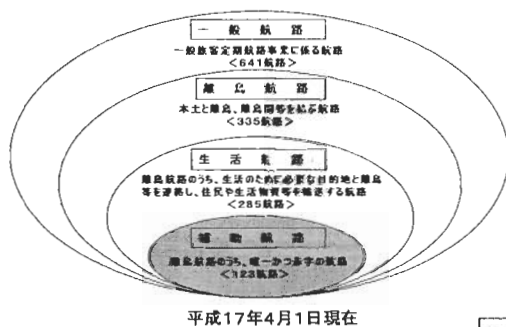 一般航路
一般旅客定期航路事業に係る航路
<641航路>
離島航路
本土と離島、離島間等を結ぶ航路
<335航路>
生活航路
離島航路のうち、生活のために必要な目的地と離島
等を連絡し、住民や生活物資等を輸送する航路
<285航路>
補助航路
離島航路のうち、唯一かつ赤字の航路
<123航路>
平成17年4月1日現在